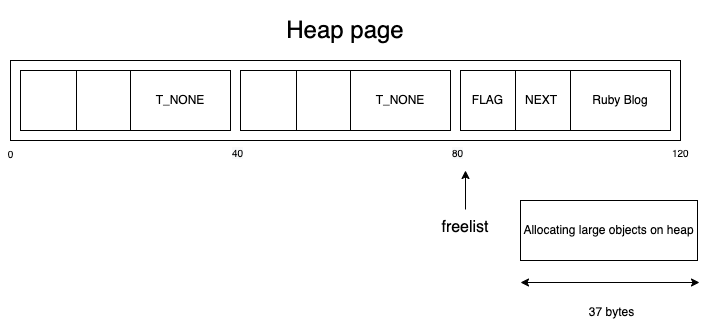 Heap page
T_NONE
T_NONE
FLAG
NEXT
Ruby Blog
0
40
80
120
freelist
Allocating large objects on heap
37 bytes